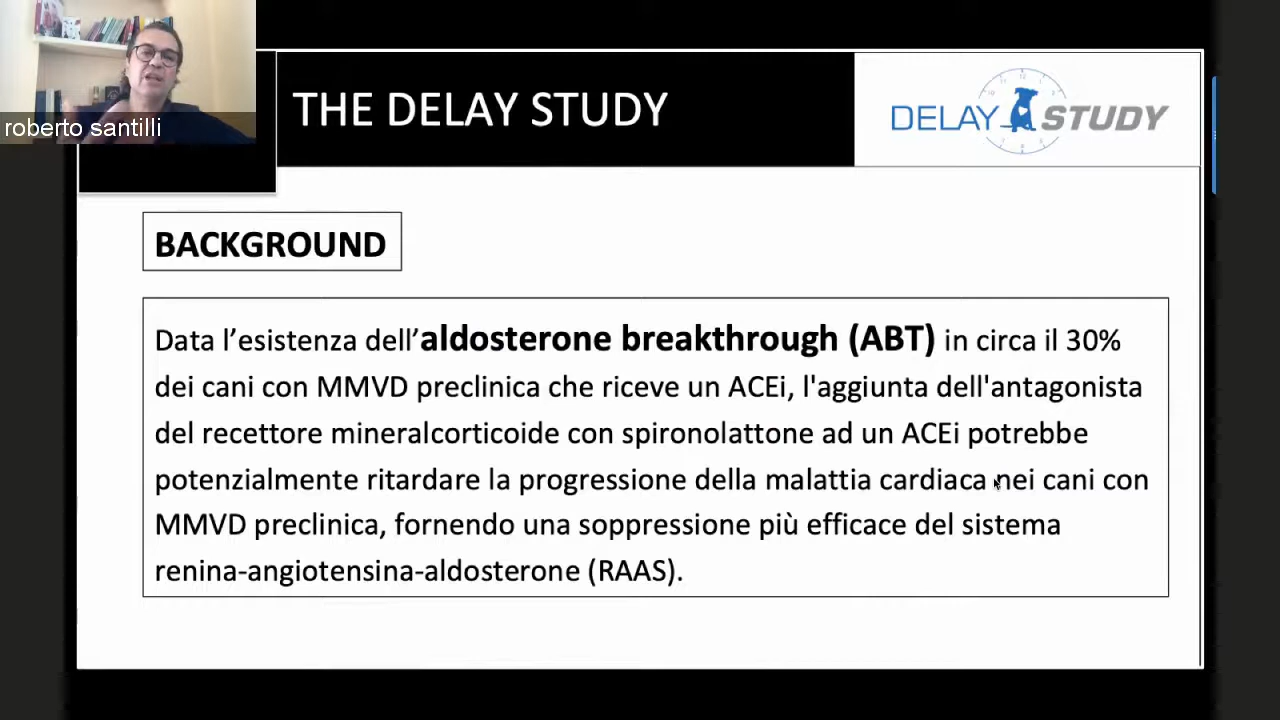 roberto santilli
THE DELAY STUDY
DELAY STUDY
BACKGROUND
Data l’esistenza dell’aldosterone breakthrough (ABT) in circa il 30%
dei cani con MMVD preclinica che riceve un ACEi, l'aggiunta dell'antagonista
del recettore mineralcorticoide con spironolattone ad un ACEi potrebbe
potenzialmente ritardare la progressione della malattia cardiaca nei cani con
MMVD preclinica, fornendo una soppressione più efficace del sistema
renina-angiotensina-aldosterone (RAAS).